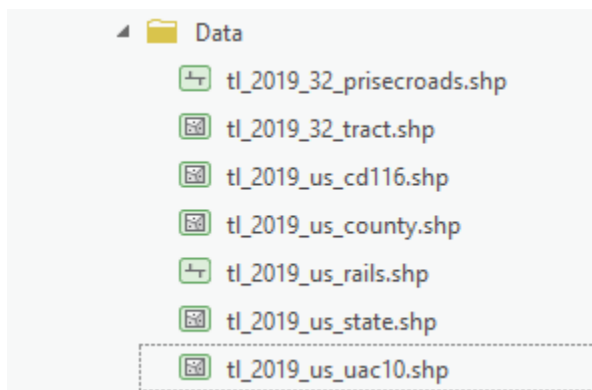 Data
tl_2019_32_prisecroads.shp
tl_2019_32_tract.shp
tl_2019_us_cd116.shp
tl_2019_us_county.shp
tl_2019_us_rails.shp
tl_2019_us_state.shp
tl_2019_us_uac10.shp